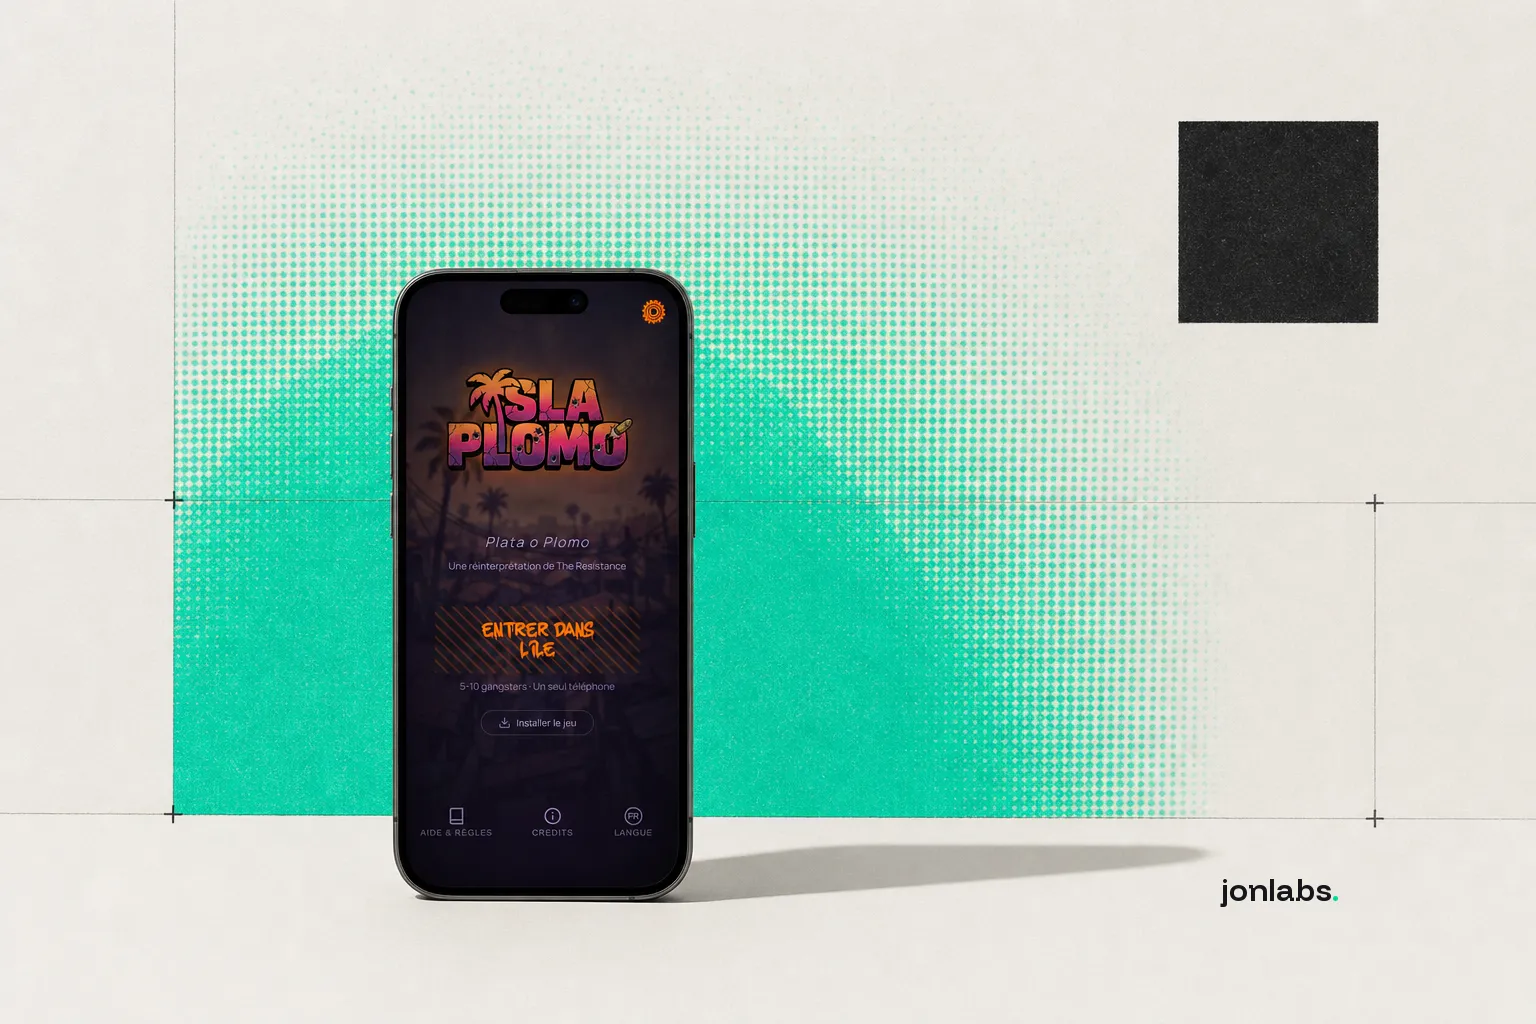 ISLA
PLOMO
Plata o Plomo
Une réinterprétation de The Resistance
ENTRER DANS
L'ÎLE
5-10 gangsters · Un seul téléphone
Installer le jeu
AIDE & RÈGLES
CREDITS
FR
LANGUE
jonlabs.